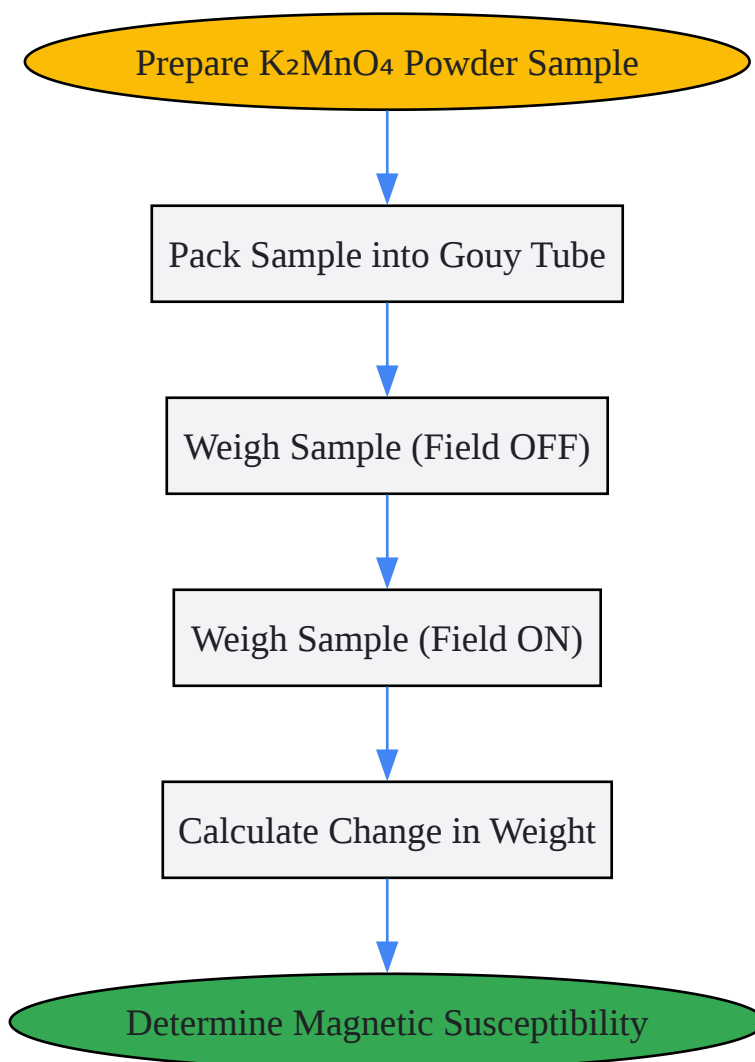 Prepare K₂MnO₄ Powder Sample
Pack Sample into Gouy Tube
Weigh Sample (Field OFF)
Weigh Sample (Field ON)
Calculate Change in Weight
Determine Magnetic Susceptibility